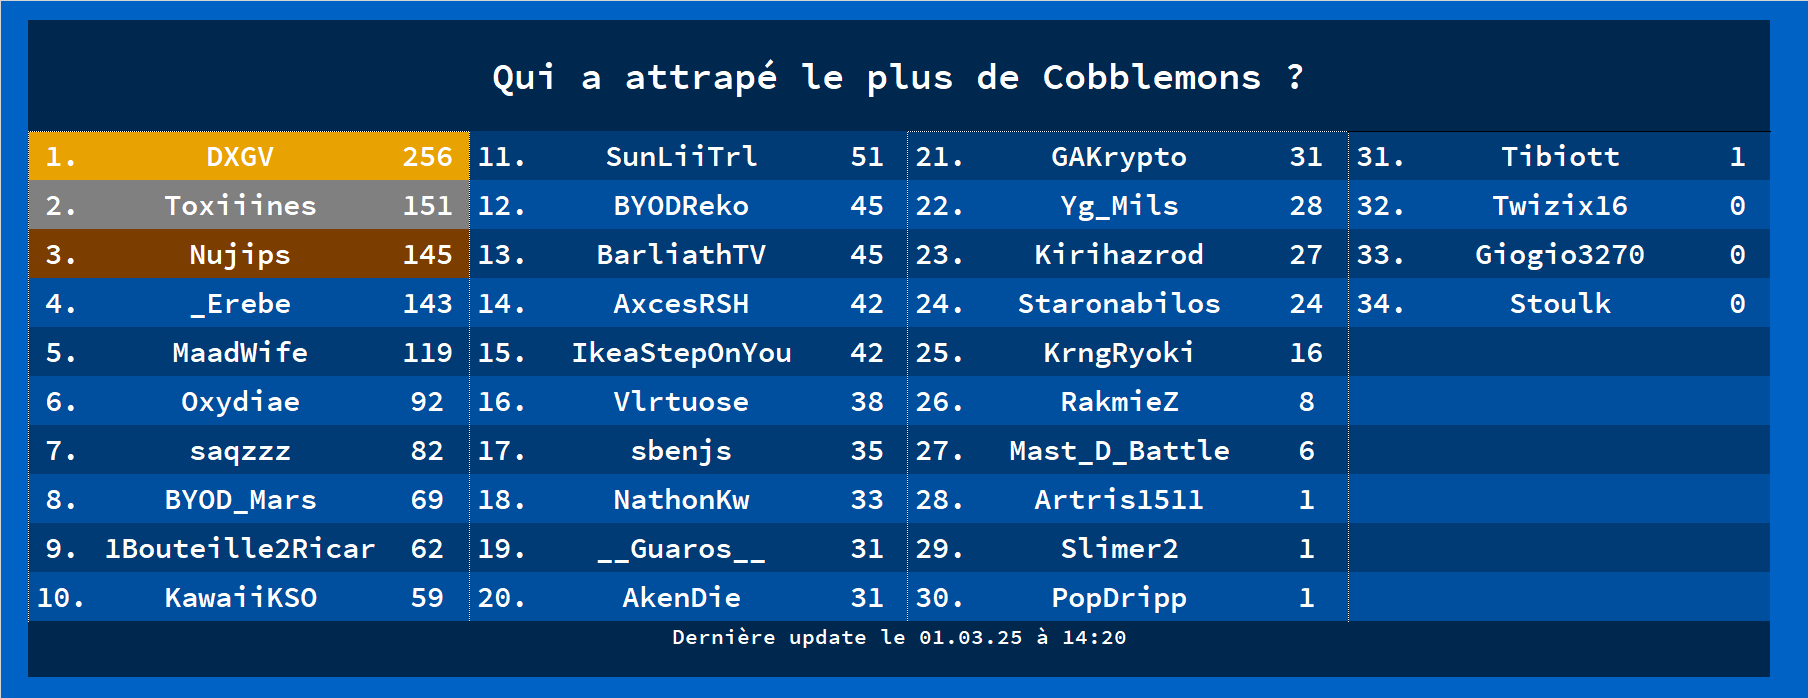 Qui a attrapé le plus de Cobblemons ?
1. DXGV 256 11. SunLiiTrl 51 21. GAKrypto 31 31. Tibiott 1
2. Toxiiines 151 12. BYODReko 45 22. Yg_Mils 28 32. Twizix16 0
3. Nujips 145 13. BarliathTV 45 23. Kirihazrod 27 33. Giogio3270 0
4. _Erebe 143 14. AxcesRSH 42 24. Staronabilos 24 34. Stoulk 0
5. MaadWife 119 15. IkeaStepOnYou 42 25. KrngRyoki 16
6. Oxydiae 92 16. Vlrtuose 38 26. RakmieZ 8
7. saqzzz 82 17. sbenjs 35 27. Mast_D_Battle 6
8. BYOD_Mars 69 18. NathonKw 33 28. Artris1511 1
9. 1Bouteille2Ricar 62 19. __Guaros__ 31 29. Slimer2 1
10. KawaiiKSO 59 20. AkenDie 31 30. PopDripp 1
Dernière update le 01.03.25 à 14:20